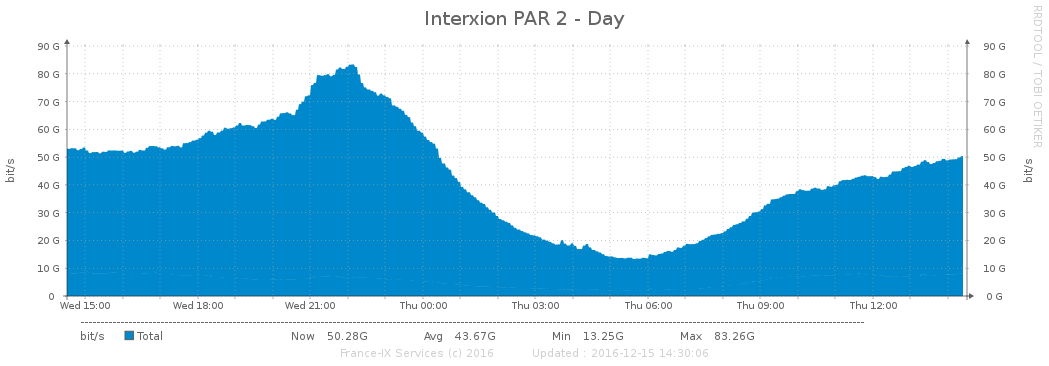 Interxion PAR 2 - Day
RRDTOOL / TOBI OETIKER
90 G 90 G
80 G 80 G
70 G 70 G
60 G 60 G
50 G 50 G
40 G 40 G
30 G 30 G
20 G 20 G
10 G 10 G
0 0 G
bit/s
bit/s
Wed 15:00 Wed 18:00 Wed 21:00 Thu 00:00 Thu 03:00 Thu 06:00 Thu 09:00 Thu 12:00
bit/s Total Now 50.28G Avg 43.67G Min 13.25G Max 83.26G
France-IX Services (c) 2016 Updated : 2016-12-15 14:30:06